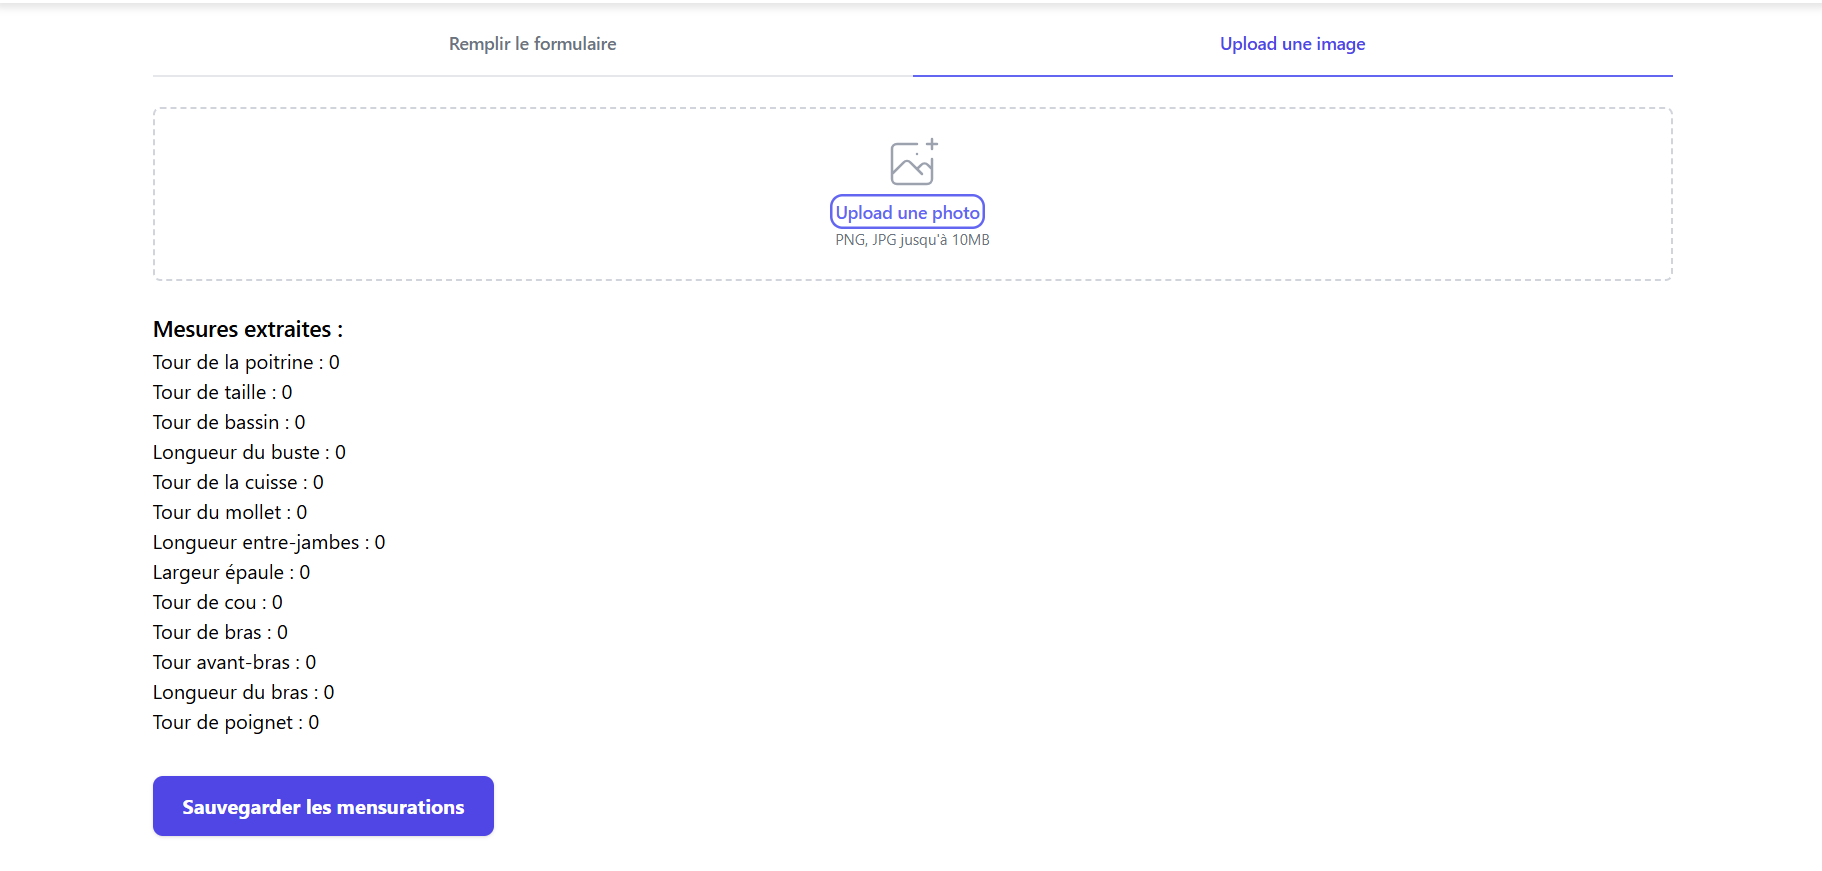 Remplir le formulaire
Upload une image
Upload une photo
PNG, JPG jusqu'à 10MB
Mesures extraites :
Tour de la poitrine : 0
Tour de taille : 0
Tour de bassin : 0
Longueur du buste : 0
Tour de la cuisse : 0
Tour du mollet : 0
Longueur entre-jambes : 0
Largeur épaule : 0
Tour de cou : 0
Tour de bras : 0
Tour avant-bras : 0
Longueur du bras : 0
Tour de poignet : 0
Sauvegarder les mensurations